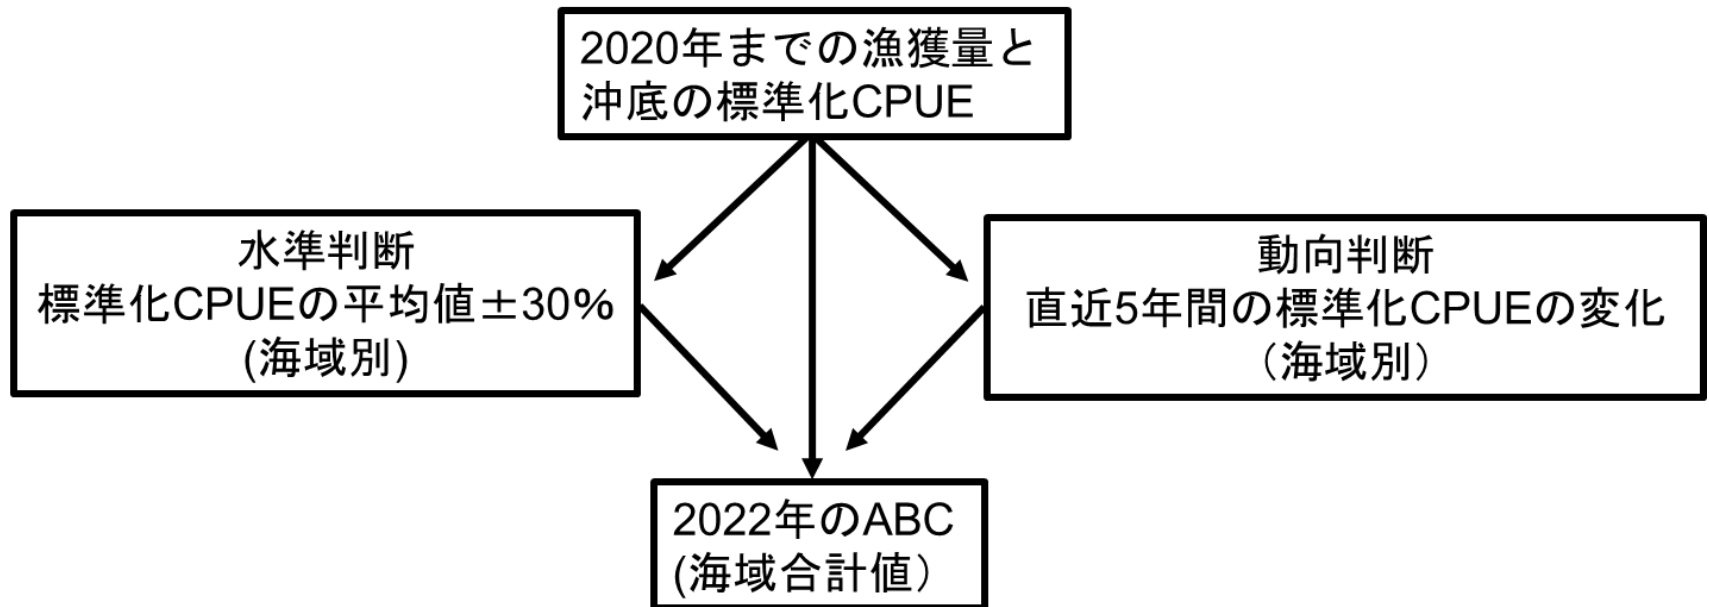 2020年までの漁獲量と
沖底の標準化CPUE
水準判断
標準化CPUEの平均値±30%
(海域別)
動向判断
直近5年間の標準化CPUEの変化
（海域別）
2022年のABC
(海域合計値）